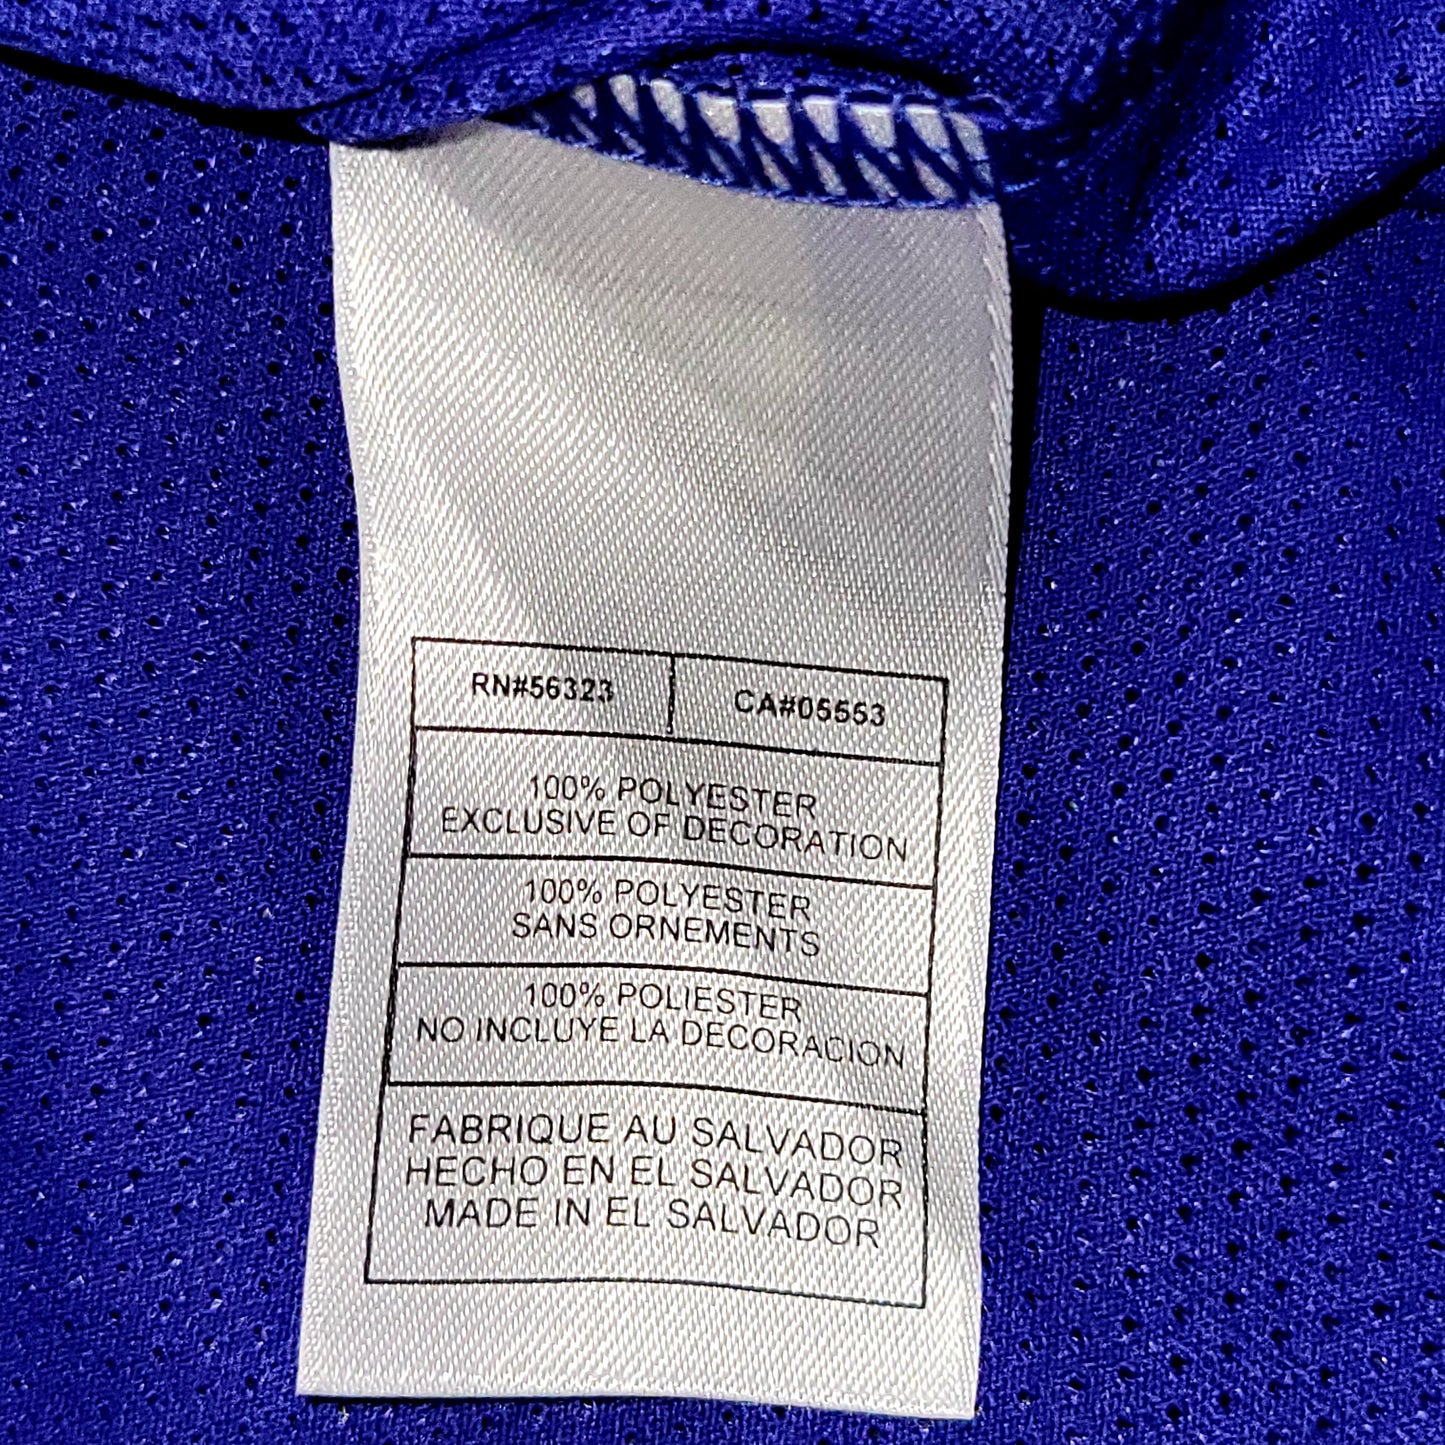 RN#56323 CA#05553
100% POLYESTER
EXCLUSIVE OF DECORATION
100% POLYESTER
SANS ORNEMENTS
100% POLIESTER
NO INCLUYE LA DECORACION
FABRIQUE AU SALVADOR
HECHO EN EL SALVADOR
MADE IN EL SALVADOR